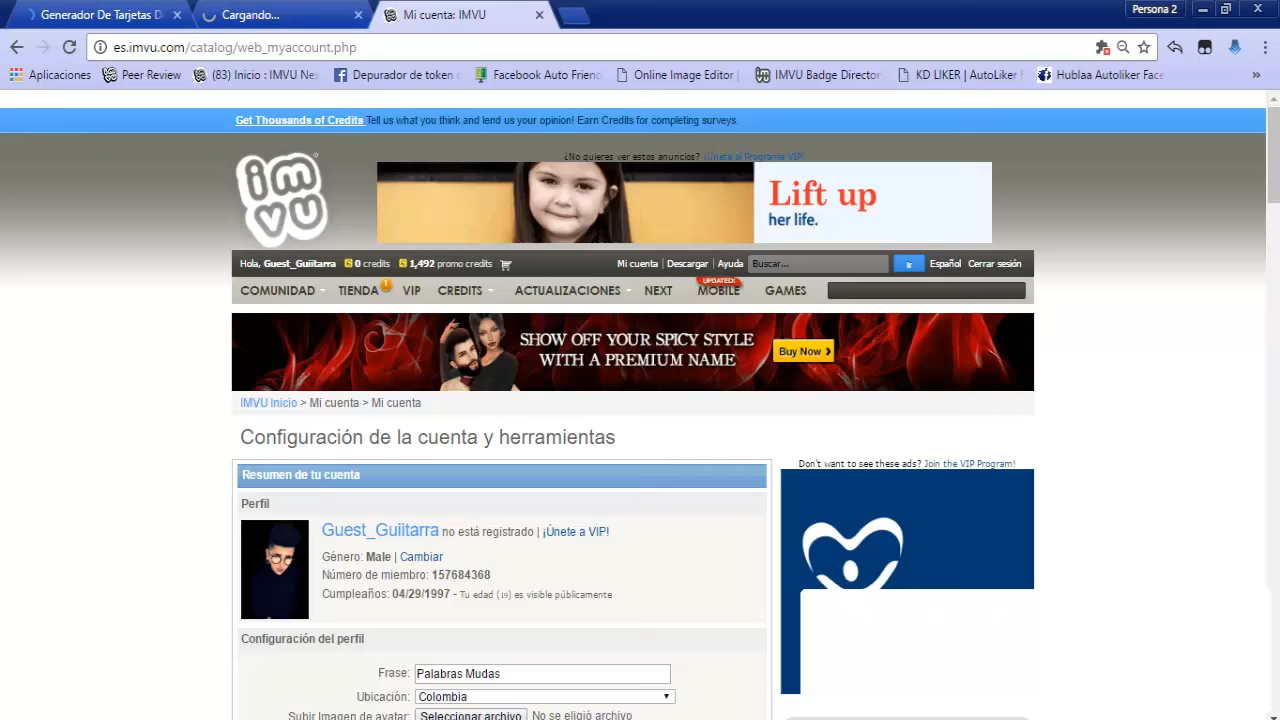 Generador De Tarjetas D
Cargando...
Mi cuenta: IMVU
Persona 2
es.imvu.com/catalog/web_myaccount.php
Aplicaciones
Peer Review
(83) Inicio : IMVU Nex
Depurador de token
Facebook Auto Frien
Online Image Editor |
IMVU Badge Director
KD LIKER | AutoLiker F
Hublaa Autoliker Face
»
Get Thousands of Credits Tell us what you think and lend us your opinion! Earn Credits for completing surveys.
¿No quieres ver estos anuncios? ¡Únete al Programa VIP!
imvu
Lift up
her life.
Hola, Guest_Guiitarra 0 credits 1,492 promo credits
Mi cuenta | Descargar | Ayuda Buscar... Ir Español Cerrar sesión
UPDATED!
COMUNIDAD TIENDA VIP CREDITS ACTUALIZACIONES NEXT MOBILE GAMES
SHOW OFF YOUR SPICY STYLE
WITH A PREMIUM NAME
Buy Now
IMVU Inicio > Mi cuenta > Mi cuenta
Configuración de la cuenta y herramientas
Don't want to see these ads? Join the VIP Program!
Resumen de tu cuenta
Perfil
Guest_Guiitarra no está registrado | ¡Únete a VIP!
Género: Male | Cambiar
Número de miembro: 157684368
Cumpleaños: 04/29/1997 - Tu edad (19) es visible públicamente
Configuración del perfil
Frase: Palabras Mudas
Ubicación: Colombia
Subir Imagen de avatar: Seleccionar archivo No se eligió archivo